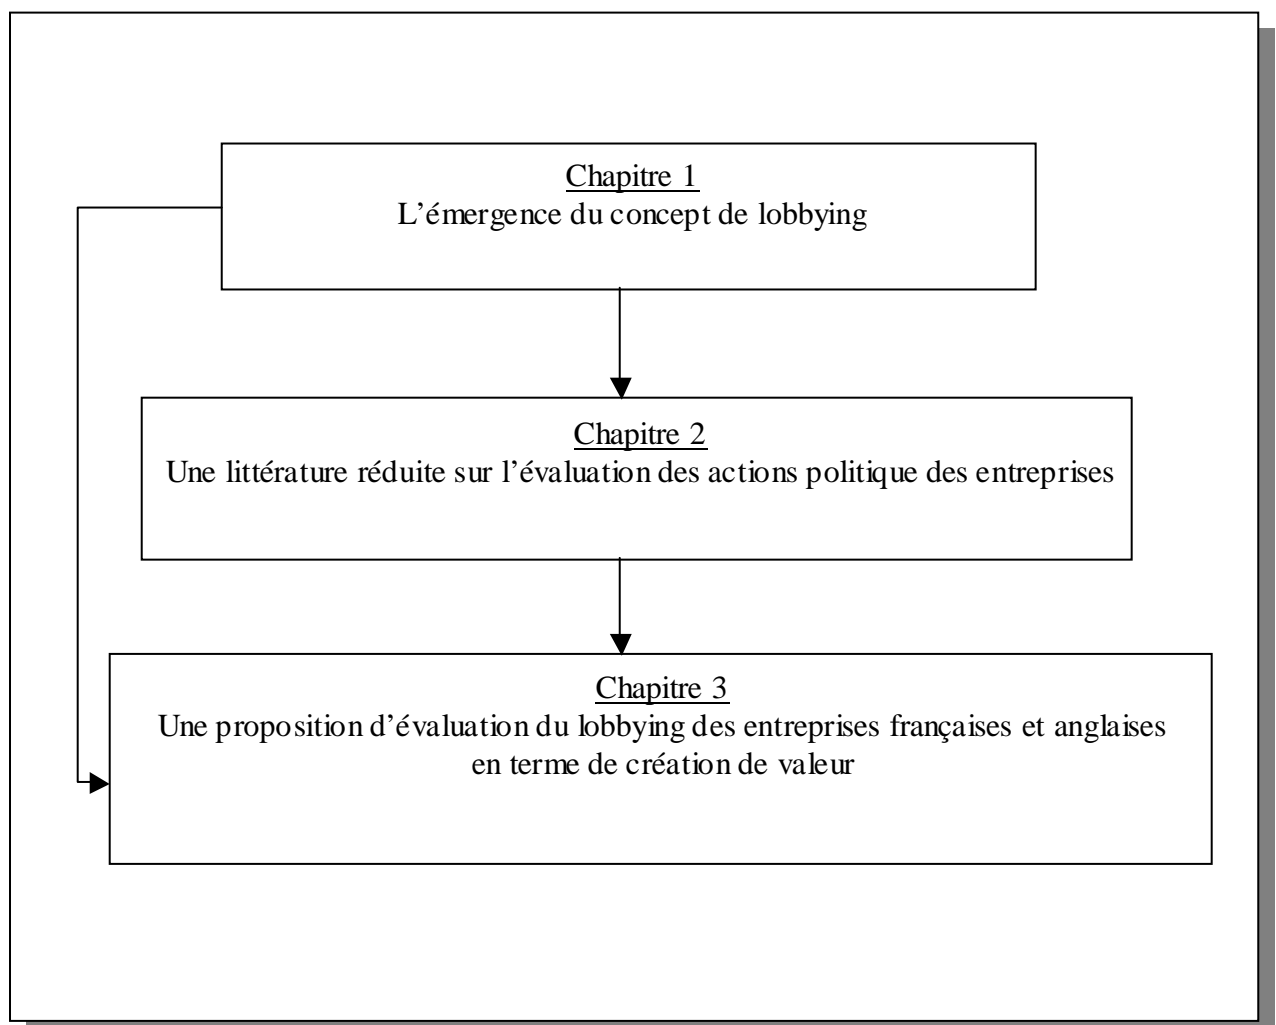 Chapitre 1
L’émergence du concept de lobbying
Chapitre 2
Une littérature réduite sur l’évaluation des actions politique des entreprises
Chapitre 3
Une proposition d’évaluation du lobbying des entreprises françaises et anglaises
en terme de création de valeur